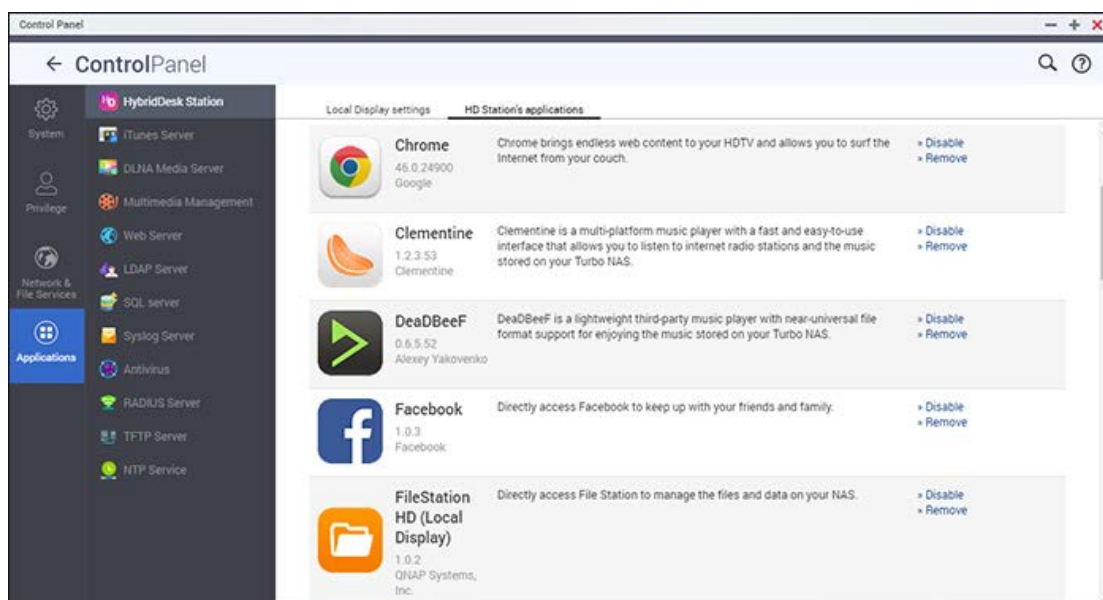 Control Panel
ControlPanel
System
Privilege
Network &
File Services
Applications
HybridDesk Station
iTunes Server
DLNA Media Server
Multimedia Management
Web Server
LDAP Server
SQL server
Syslog Server
Antivirus
RADIUS Server
TFTP Server
NTP Service
Local Display settings
HD Station's applications
Chrome
46.0.24900
Google
Chrome brings endless web content to your HDTV and allows you to surf the
Internet from your couch.
» Disable
» Remove
Clementine
1.2.3.53
Clementine
Clementine is a multi-platform music player with a fast and easy-to-use
interface that allows you to listen to internet radio stations and the music
stored on your Turbo NAS.
» Disable
» Remove
DeaDBeeF
0.6.5.52
Alexey Yakovenko
DeaDBeeF is a lightweight third-party music player with near-universal file
format support for enjoying the music stored on your Turbo NAS.
» Disable
» Remove
Facebook
1.0.3
Facebook
Directly access Facebook to keep up with your friends and family.
» Disable
» Remove
FileStation
HD (Local
Display)
1.0.2
QNAP Systems,
Inc.
Directly access File Station to manage the files and data on your NAS.
» Disable
» Remove